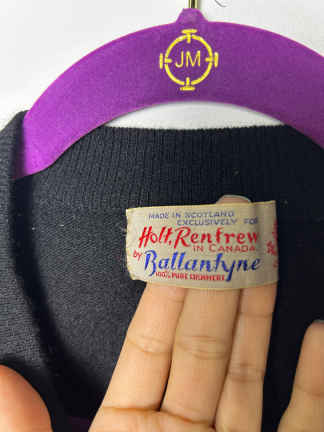 JM
MADE IN SCOTLAND
EXCLUSIVELY FOR
Holt, Renfrew
IN CANADA
by Ballantyne
100% PURE CASHMERE